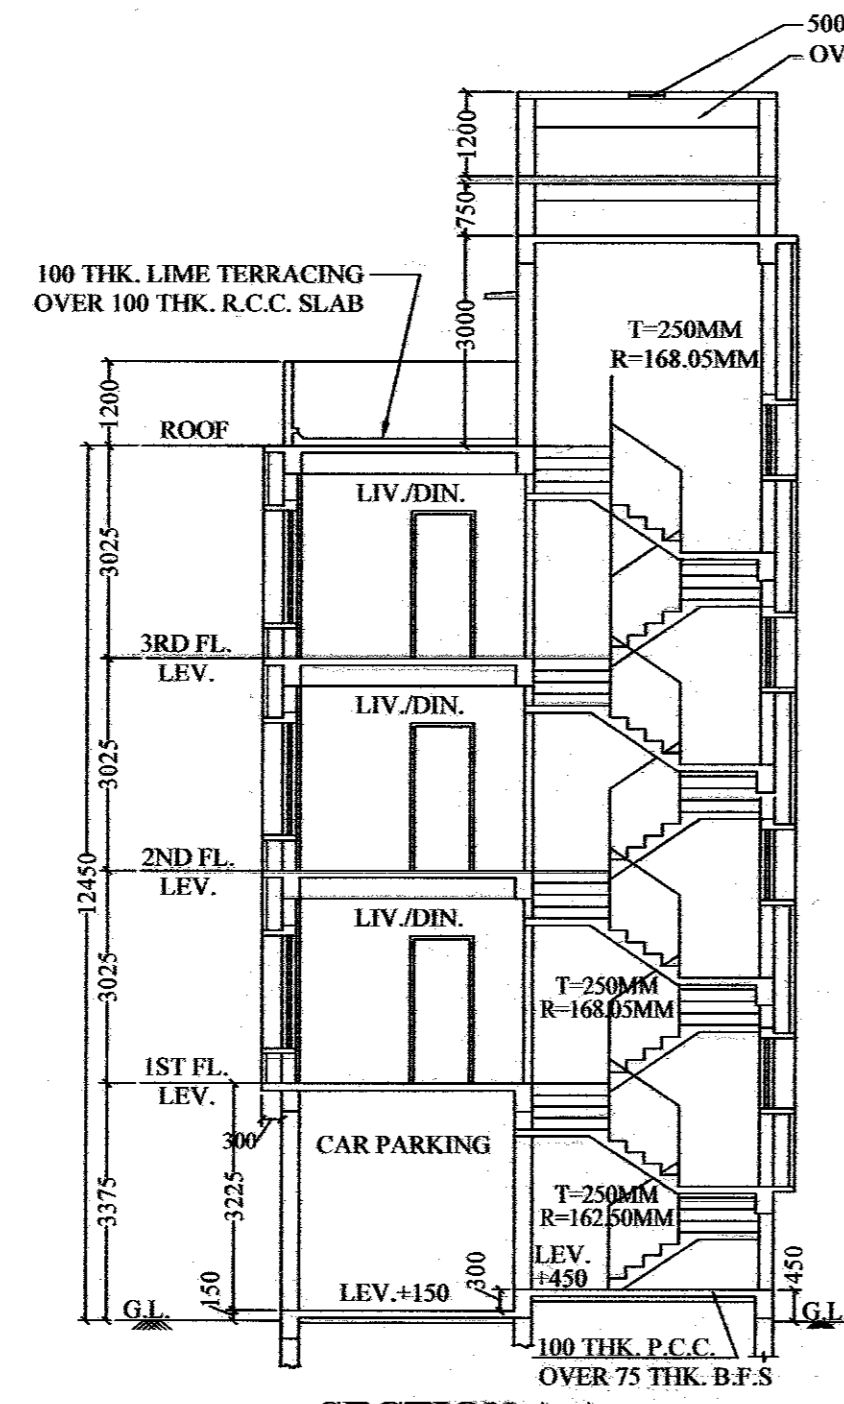 500
OV
1200
750
100 THK. LIME TERRACING
OVER 100 THK. R.C.C. SLAB
3000
T=250MM
R=168.05MM
1200
ROOF
LIV./DIN.
3025
3RD FL.
LEV.
LIV./DIN.
3025
12450
2ND FL.
LEV.
LIV./DIN.
3025
T=250MM
R=168.05MM
1ST FL.
LEV.
300
CAR PARKING
3375
3225
T=250MM
R=162.50MM
LEV.
+450
300
450
150
LEV.+150
G.L.
G.L.
100 THK. P.C.C.
OVER 75 THK. B.F.S